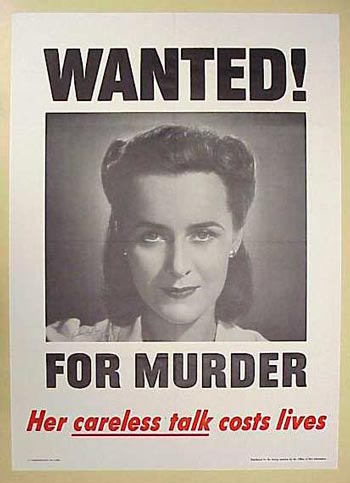 WANTED!
FOR MURDER
Her careless talk costs lives